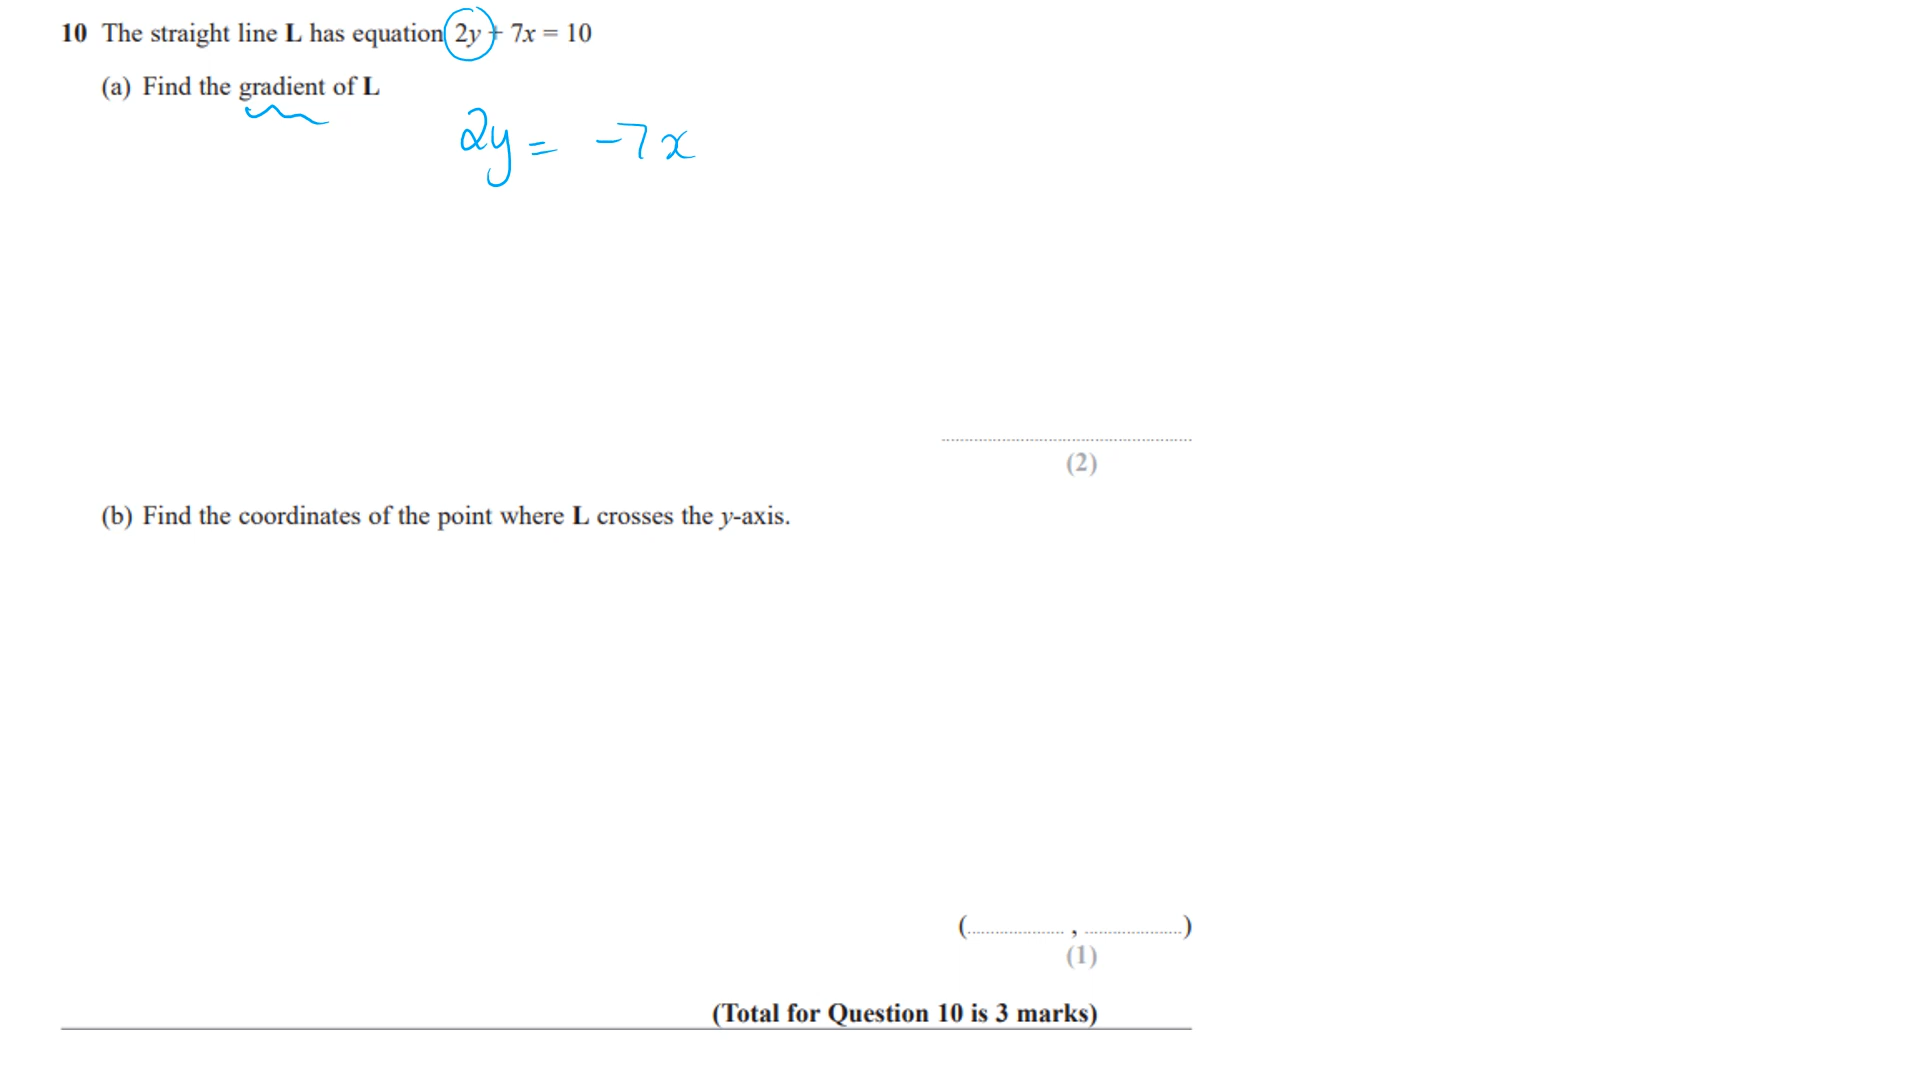 10 The straight line L has equation 2y + 7x = 10
(a) Find the gradient of L
2y = -7x
(2)
(b) Find the coordinates of the point where L crosses the y-axis.
(...................... , ......................)
(1)
(Total for Question 10 is 3 marks)